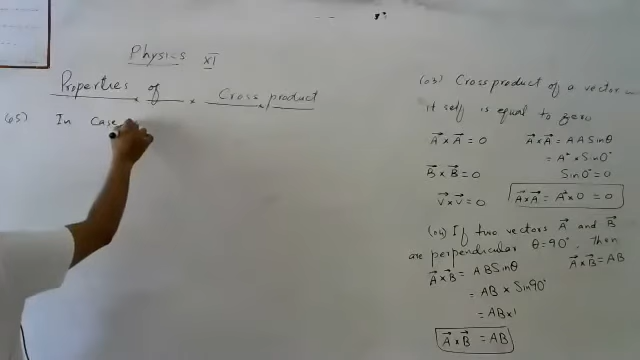 Physics XI
Properties of Cross product
(05) In Case
(03) Cross product of a vector
it self is equal to zero
A⃗ × A⃗ = 0
A⃗ × A⃗ = A A Sin0°
= A² × Sin0°
B⃗ × B⃗ = 0
Sin0° = 0
V⃗ × V⃗ = 0
A⃗ × A⃗ = A² × 0 = 0
(04) If two vectors A⃗ and B⃗
are perpendicular θ = 90°, Then
A⃗ × B⃗ = AB
A⃗ × B⃗ = AB Sinθ
= AB × Sin90°
= AB × 1
A⃗ × B⃗ = AB